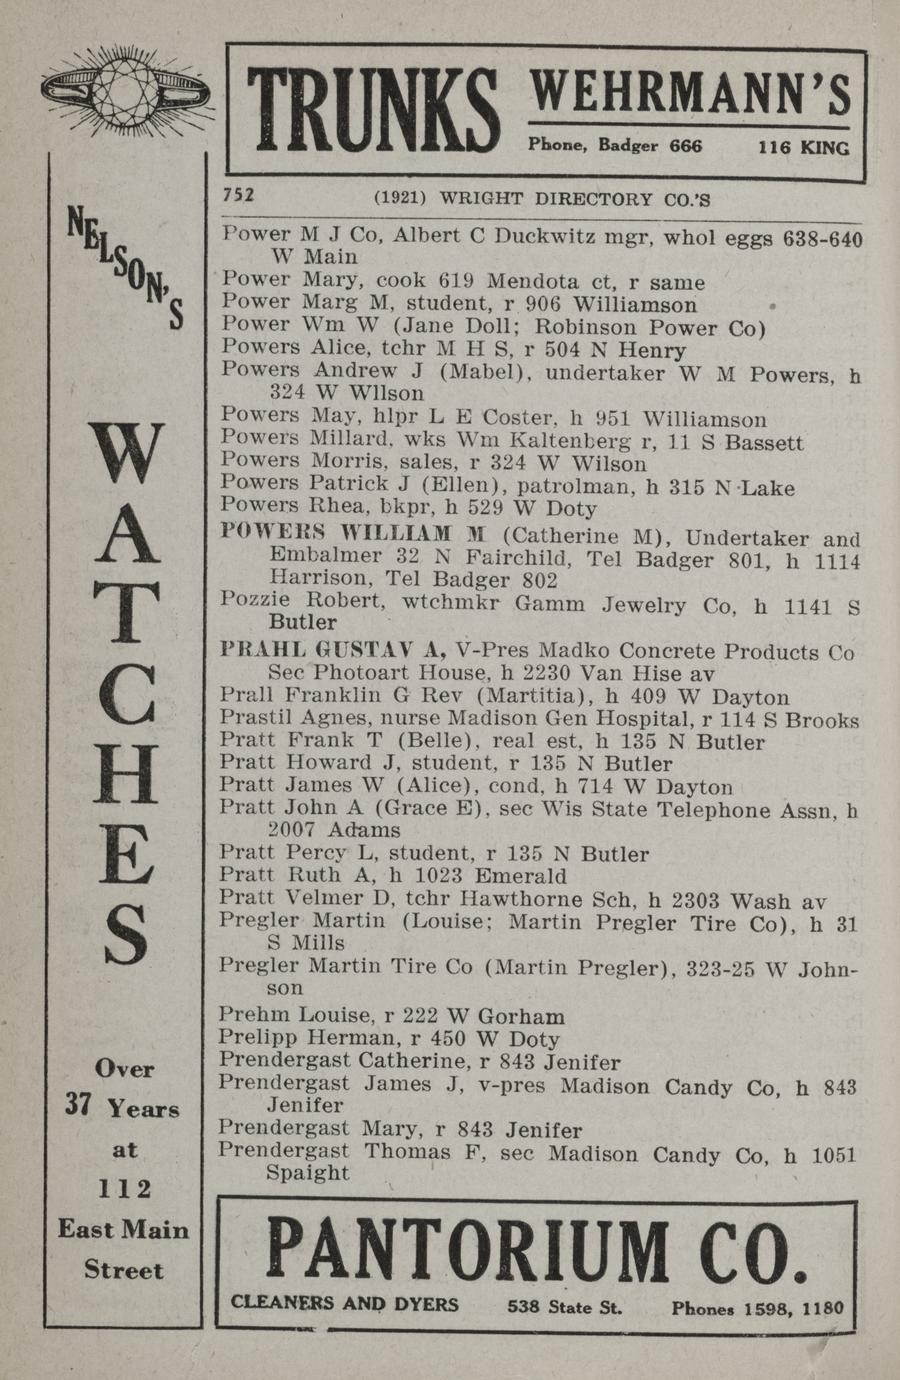 TRUNKS WEHRMANN'S
Phone, Badger 666 116 KING
NELSON'S
WATCHES
Over
37 Years
at
112
East Main
Street
752 (1921) WRIGHT DIRECTORY CO.'S
Power M J Co, Albert C Duckwitz mgr, whol eggs 638-640
W Main
Power Mary, cook 619 Mendota ct, r same
Power Marg M, student, r 906 Williamson
Power Wm W (Jane Doll; Robinson Power Co)
Powers Alice, tchr M H S, r 504 N Henry
Powers Andrew J (Mabel), undertaker W M Powers, h
324 W WIlson
Powers May, hlpr L E Coster, h 951 Williamson
Powers Millard, wks Wm Kaltenberg r, 11 S Bassett
Powers Morris, sales, r 324 W Wilson
Powers Patrick J (Ellen), patrolman, h 315 N Lake
Powers Rhea, bkpr, h 529 W Doty
POWERS WILLIAM M (Catherine M), Undertaker and
Embalmer 32 N Fairchild, Tel Badger 801, h 1114
Harrison, Tel Badger 802
Pozzie Robert, wtchmkr Gamm Jewelry Co, h 1141 S
Butler
PRAHL GUSTAV A, V-Pres Madko Concrete Products Co
Sec Photoart House, h 2230 Van Hise av
Prall Franklin G Rev (Martitia), h 409 W Dayton
Prastil Agnes, nurse Madison Gen Hospital, r 114 S Brooks
Pratt Frank T (Belle), real est, h 135 N Butler
Pratt Howard J, student, r 135 N Butler
Pratt James W (Alice), cond, h 714 W Dayton
Pratt John A (Grace E), sec Wis State Telephone Assn, h
2007 Adams
Pratt Percy L, student, r 135 N Butler
Pratt Ruth A, h 1023 Emerald
Pratt Velmer D, tchr Hawthorne Sch, h 2303 Wash av
Pregler Martin (Louise; Martin Pregler Tire Co), h 31
S Mills
Pregler Martin Tire Co (Martin Pregler), 323-25 W John-
son
Prehm Louise, r 222 W Gorham
Prelipp Herman, r 450 W Doty
Prendergast Catherine, r 843 Jenifer
Prendergast James J, v-pres Madison Candy Co, h 843
Jenifer
Prendergast Mary, r 843 Jenifer
Prendergast Thomas F, sec Madison Candy Co, h 1051
Spaight
PANTORIUM CO.
CLEANERS AND DYERS 538 State St. Phones 1598, 1180